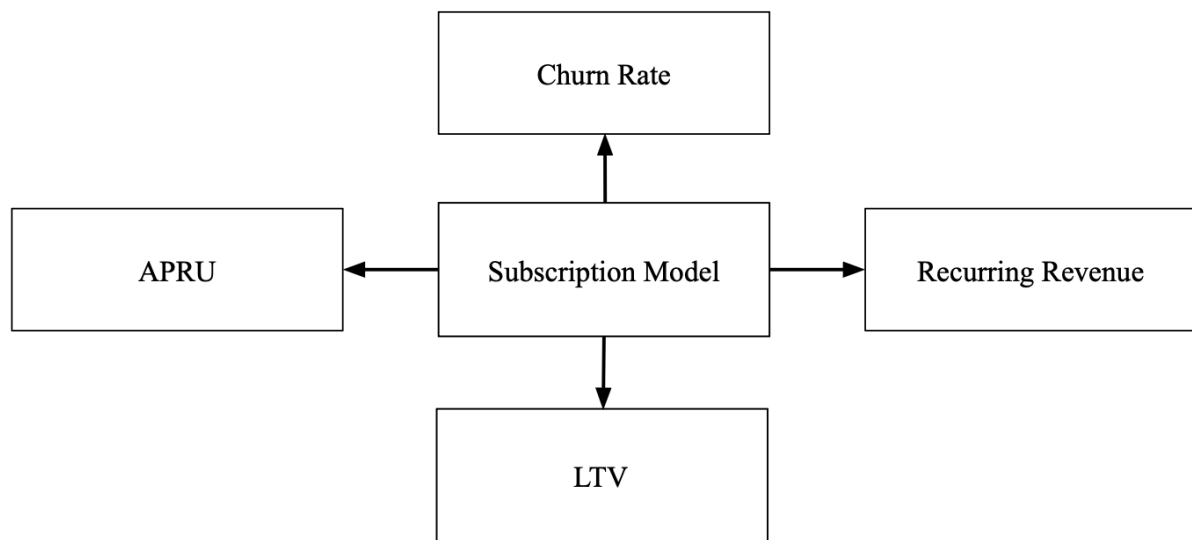 Churn Rate
APRU
Subscription Model
Recurring Revenue
LTV